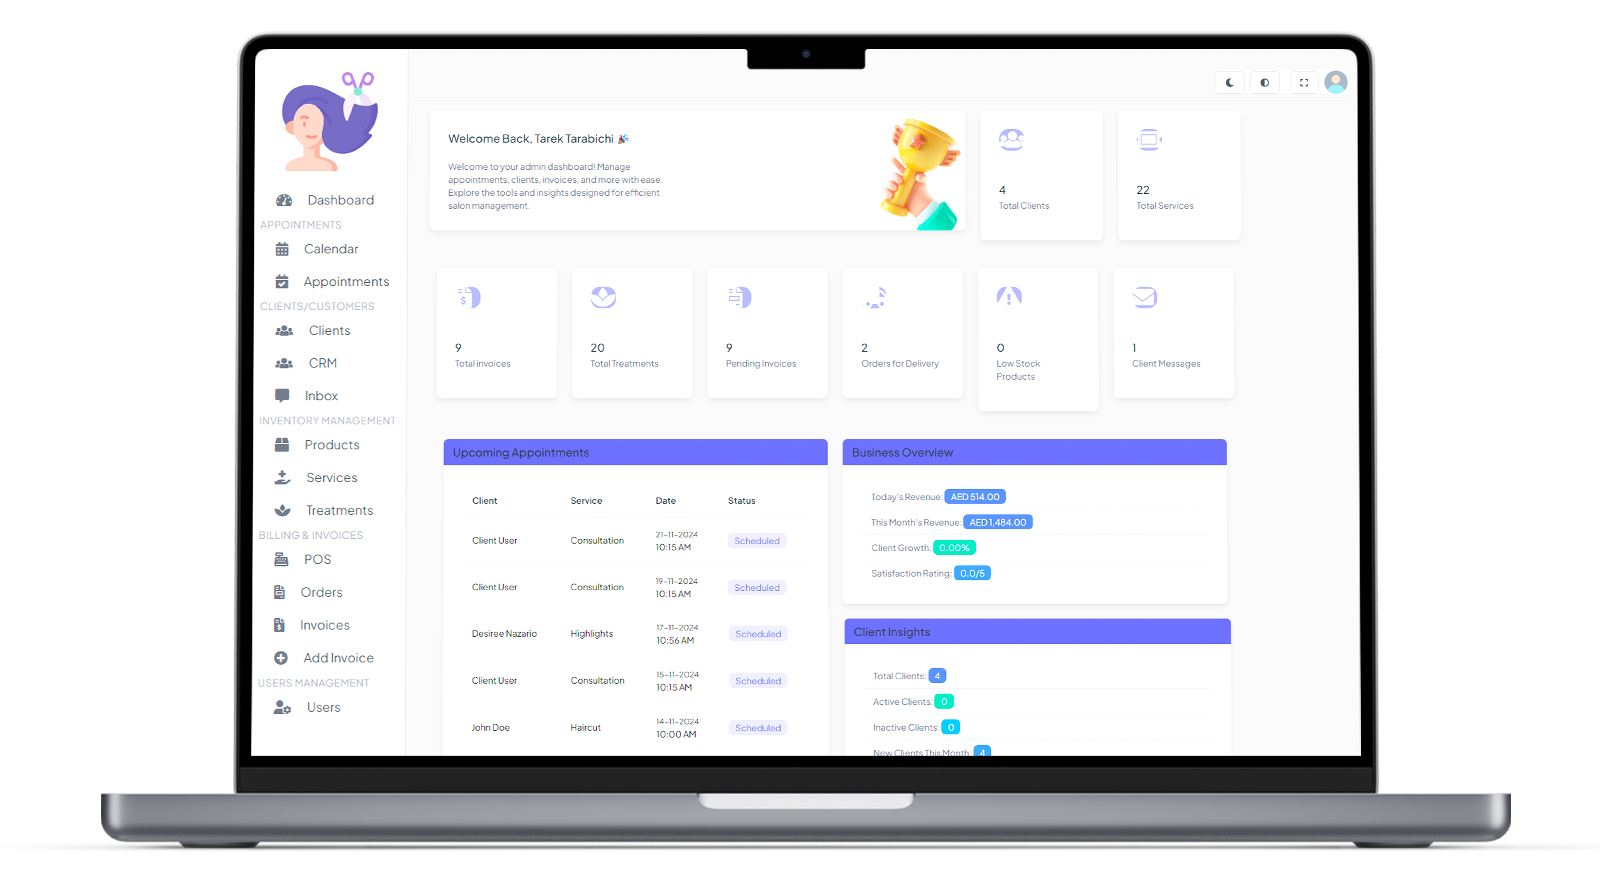 Dashboard
APPOINTMENTS
Calendar
Appointments
CLIENTS/CUSTOMERS
Clients
CRM
Inbox
INVENTORY MANAGEMENT
Products
Services
Treatments
BILLING & INVOICES
POS
Orders
Invoices
Add Invoice
USERS MANAGEMENT
Users
Welcome Back, Tarek Tarabichi 🎉
Welcome to your admin dashboard! Manage
appointments, clients, invoices, and more with ease.
Explore the tools and insights designed for efficient
salon management.
4
Total Clients
22
Total Services
9
Total invoices
20
Total Treatments
9
Pending Invoices
2
Orders for Delivery
0
Low Stock
Products
1
Client Messages
Upcoming Appointments
Client Service Date Status
Client User Consultation 21-11-2024 10:15 AM Scheduled
Client User Consultation 19-11-2024 10:15 AM Scheduled
Desiree Nazario Highlights 17-11-2024 10:56 AM Scheduled
Client User Consultation 15-11-2024 10:15 AM Scheduled
John Doe Haircut 14-11-2024 10:00 AM Scheduled
Business Overview
Today's Revenue: AED 514.00
This Month's Revenue: AED 1,484.00
Client Growth: 0.00%
Satisfaction Rating: 0.0/5
Client Insights
Total Clients: 4
Active Clients: 0
Inactive Clients: 0
New Clients This Month: 4